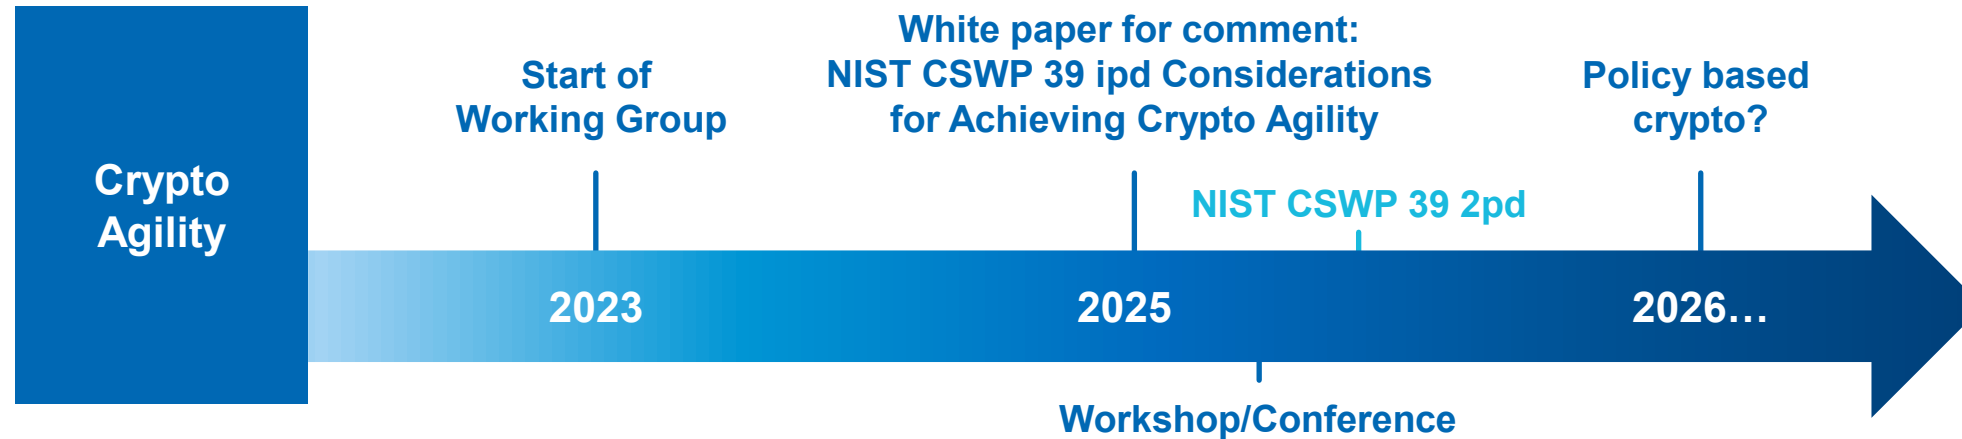 Crypto
Agility
Start of
Working Group
White paper for comment:
NIST CSWP 39 ipd Considerations
for Achieving Crypto Agility
NIST CSWP 39 2pd
Policy based
crypto?
2023
2025
2026…
Workshop/Conference